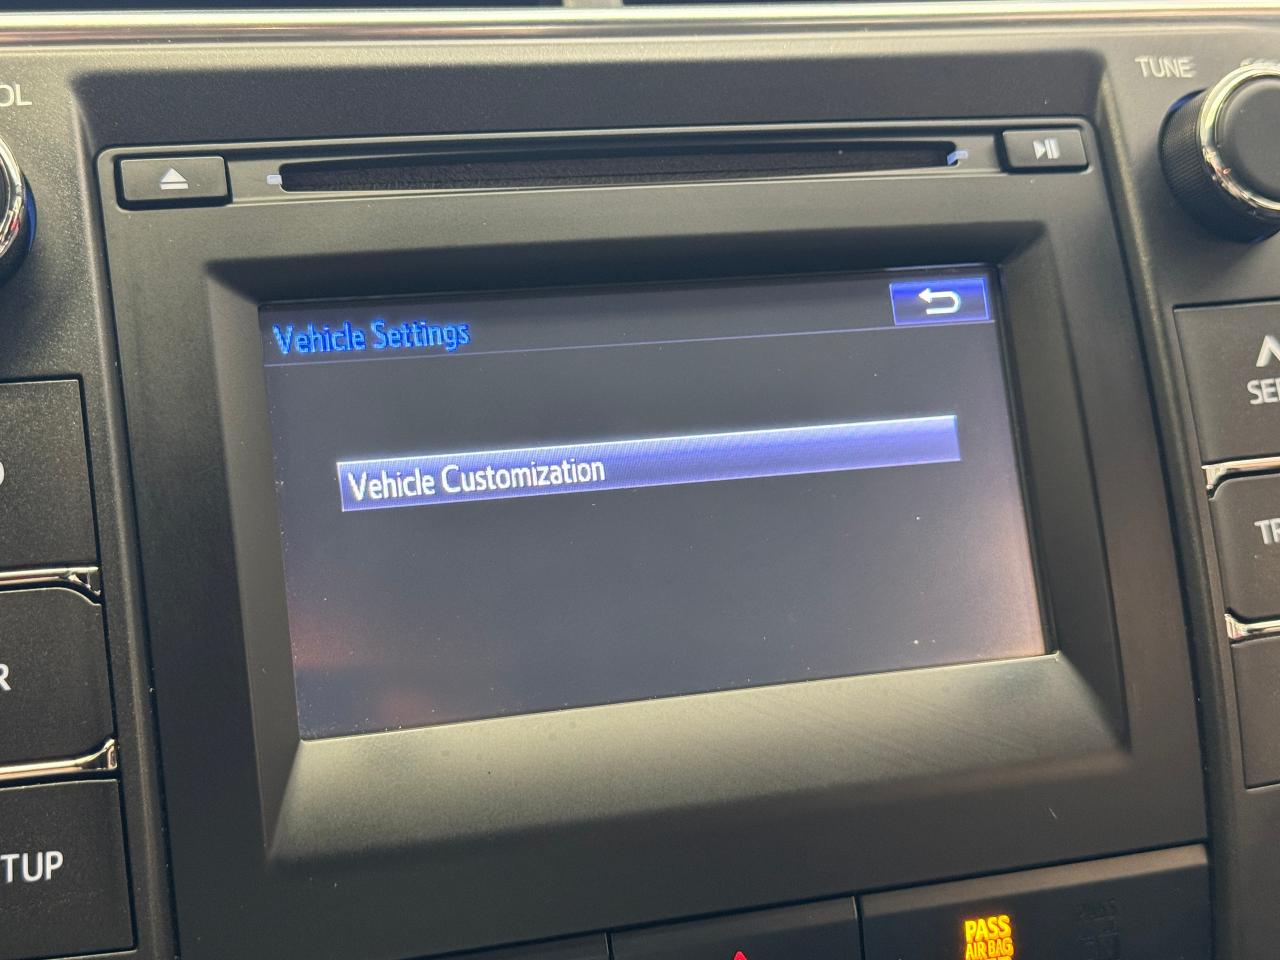 TUNE
Vehicle Settings
Vehicle Customization
TUP
PASS
AIR BAG